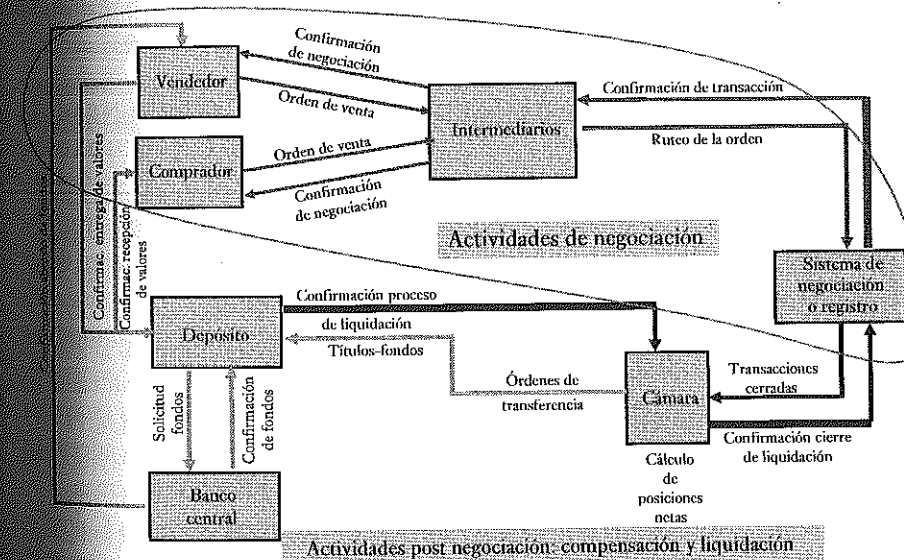 Confirmación
de negociación
Vendedor
Orden de venta
Intermediarios
Confirmación de transacción
Ruteo de la orden
Orden de venta
Comprador
Confirmación
de negociación
Confirmac. entrega de valores
Confirmac. recepción
de valores
Actividades de negociación
Sistema de
negociación
o registro
Confirmación proceso
de liquidación
Depósito
Títulos-fondos
Órdenes de
transferencia
Cámara
Transacciones
cerradas
Confirmación cierre
de liquidación
Solicitud
fondos
Confirmación
de fondos
Cálculo
de
posiciones
netas
Banco
central
Actividades post negociación: compensación y liquidación